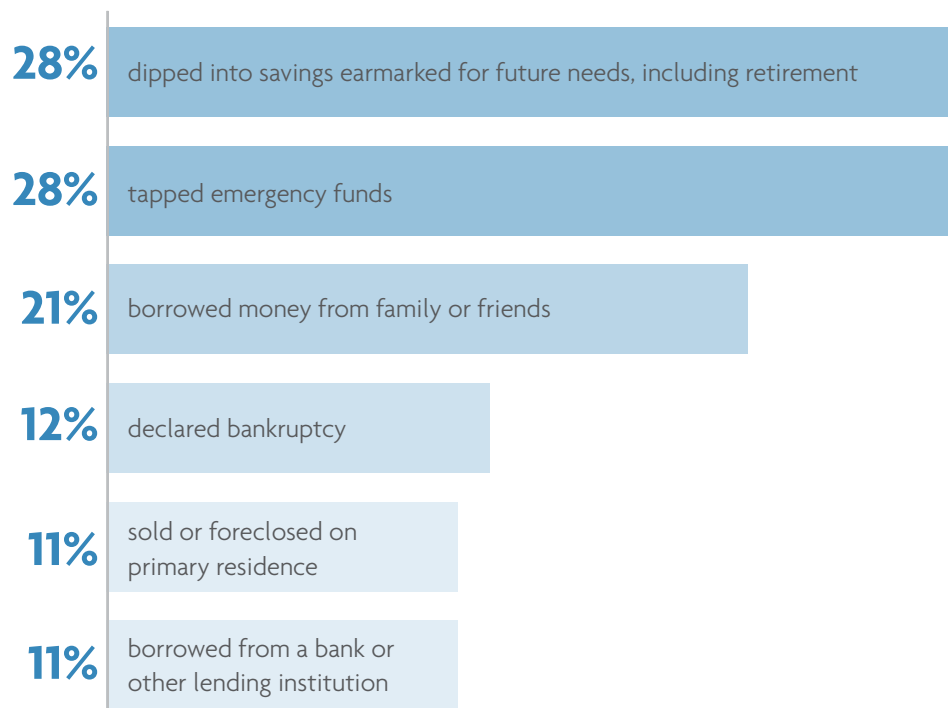 28% dipped into savings earmarked for future needs, including retirement
28% tapped emergency funds
21% borrowed money from family or friends
12% declared bankruptcy
11% sold or foreclosed on
primary residence
11% borrowed from a bank or
other lending institution